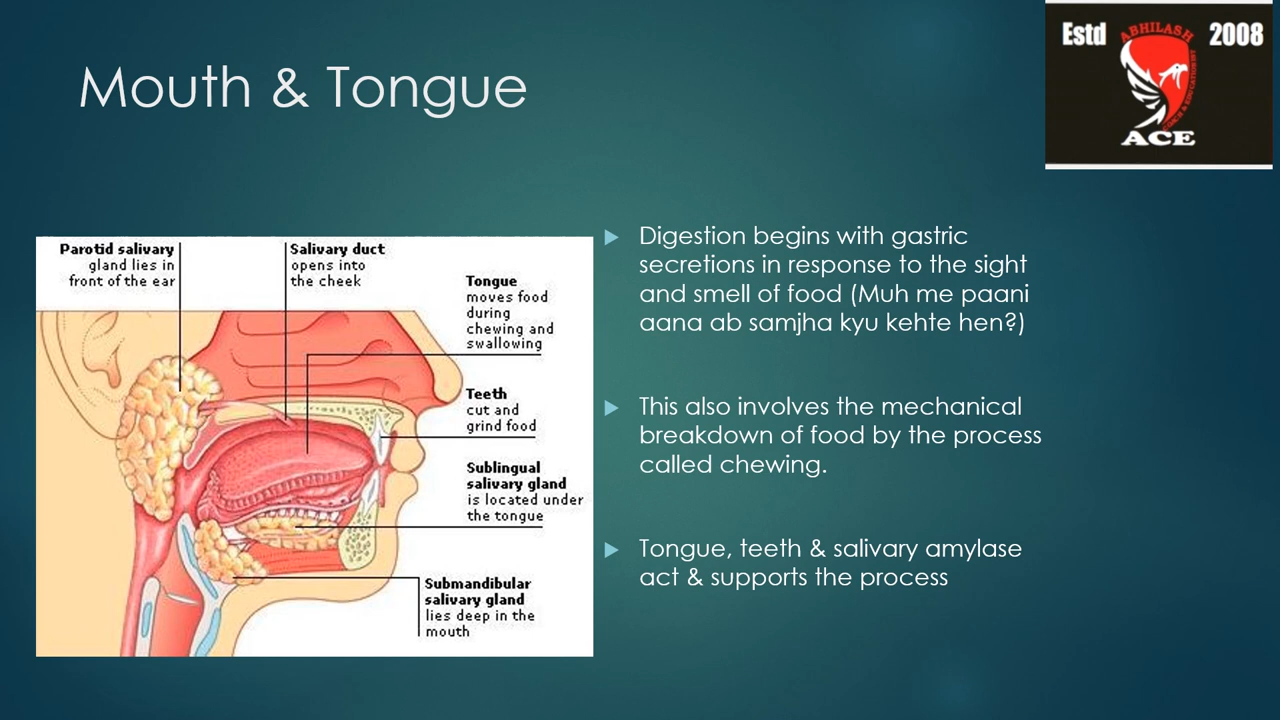 Mouth & Tongue
Estd
2008
ABHILASH
COACH & EDUCATIONIST
ACE
Parotid salivary
gland lies in
front of the ear
Salivary duct
opens into
the cheek
Tongue
moves food
during
chewing and
swallowing
Teeth
cut and
grind food
Sublingual
salivary gland
is located under
the tongue
Submandibular
salivary gland
lies deep in the
mouth
Digestion begins with gastric
secretions in response to the sight
and smell of food (Muh me paani
aana ab samjha kyu kehte hen?)
This also involves the mechanical
breakdown of food by the process
called chewing.
Tongue, teeth & salivary amylase
act & supports the process